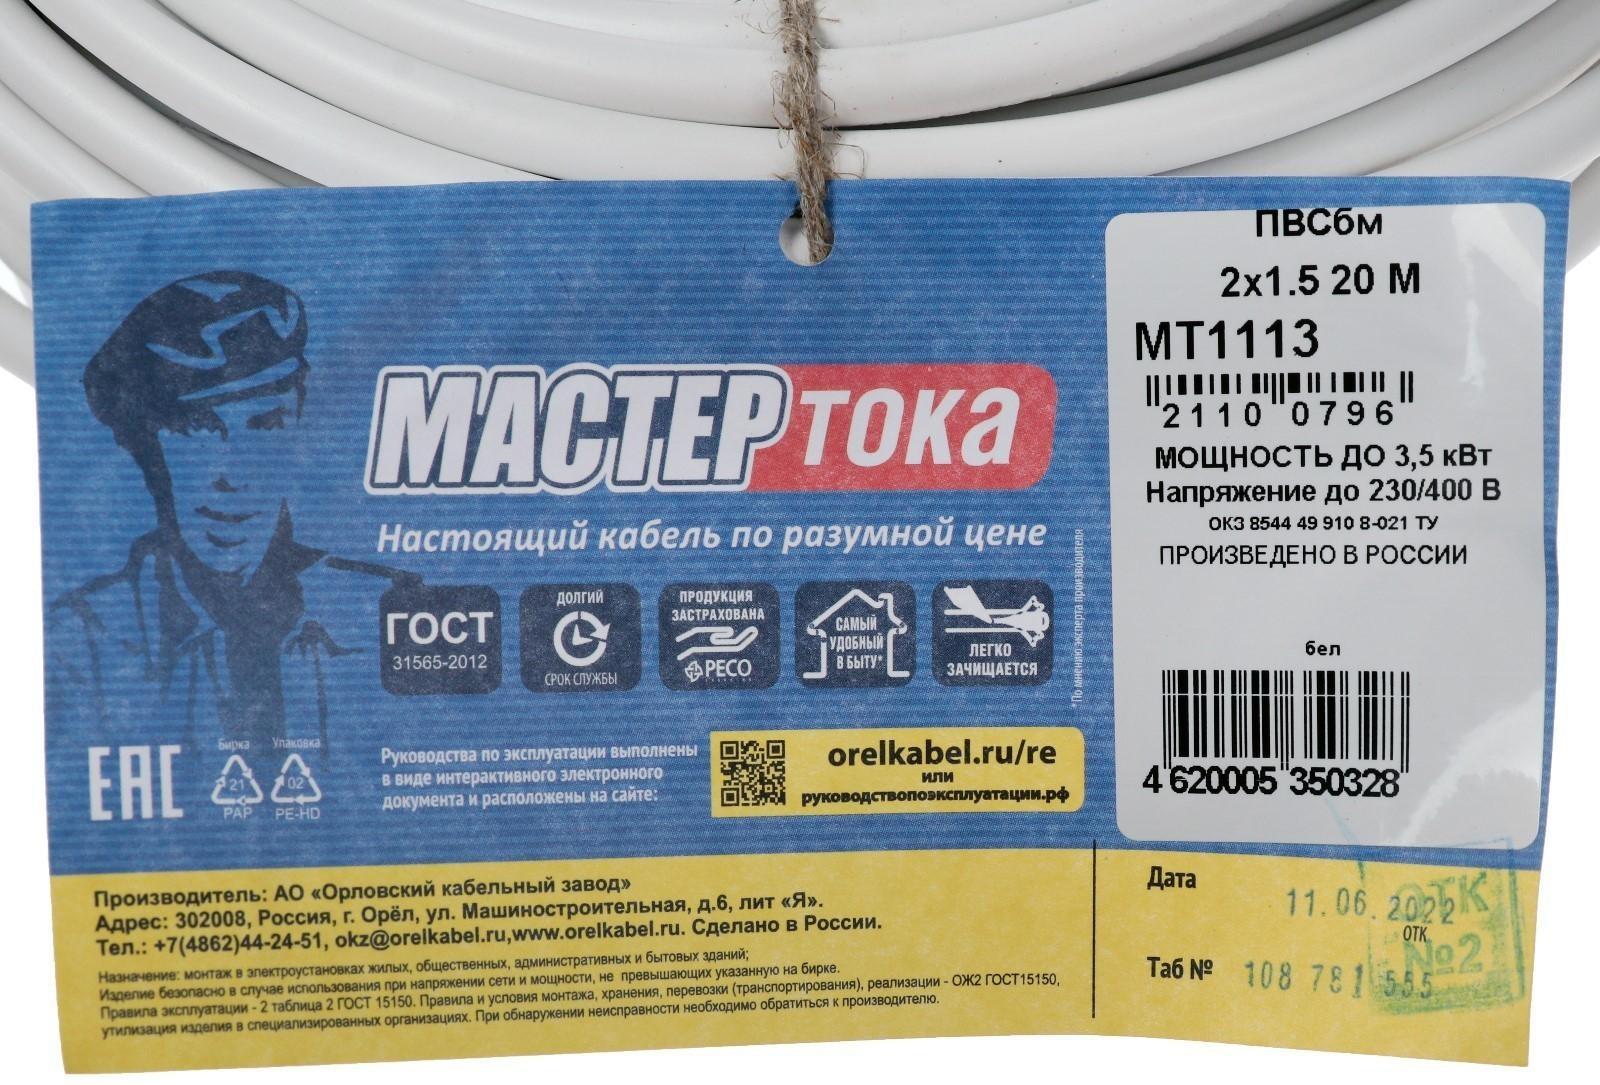 ПВСбм
2х1.5 20 М
МТ1113
2110 0796
МОЩНОСТЬ ДО 3,5 кВт
Напряжение до 230/400 В
ОКЗ 8544 49 910 8-021 ТУ
ПРОИЗВЕДЕНО В РОССИИ
бел
4 620005 350328
МАСТЕР ТОКА
Настоящий кабель по разумной цене
ГОСТ
31565-2012
ДОЛГИЙ
СРОК СЛУЖБЫ
ПРОДУКЦИЯ
ЗАСТРАХОВАНА
РЕСО
САМЫЙ
УДОБНЫЙ
В БЫТУ*
ЛЕГКО
ЗАЧИЩАЕТСЯ
*По мнению эксперта производителя
EAC
Бирка
21
PAP
Упаковка
02
PE-HD
Руководства по эксплуатации выполнены
в виде интерактивного электронного
документа и расположены на сайте:
orelkabel.ru/re
или
руководствопоэксплуатации.рф
Производитель: АО «Орловский кабельный завод»
Адрес: 302008, Россия, г. Орёл, ул. Машиностроительная, д.6, лит «Я».
Тел.: +7(4862)44-24-51, okz@orelkabel.ru,www.orelkabel.ru. Сделано в России.
Назначение: монтаж в электроустановках жилых, общественных, административных и бытовых зданий;
Изделие безопасно в случае использования при напряжении сети и мощности, не превышающих указанную на бирке.
Правила эксплуатации - 2 таблица 2 ГОСТ 15150. Правила и условия монтажа, хранения, перевозки (транспортирования), реализации - ОЖ2 ГОСТ15150,
утилизация изделия в специализированных организациях. При обнаружении неисправности необходимо обратиться к производителю.
Дата
11.06.2022
ОТК
Таб №
108 781 555
ОТК
№2